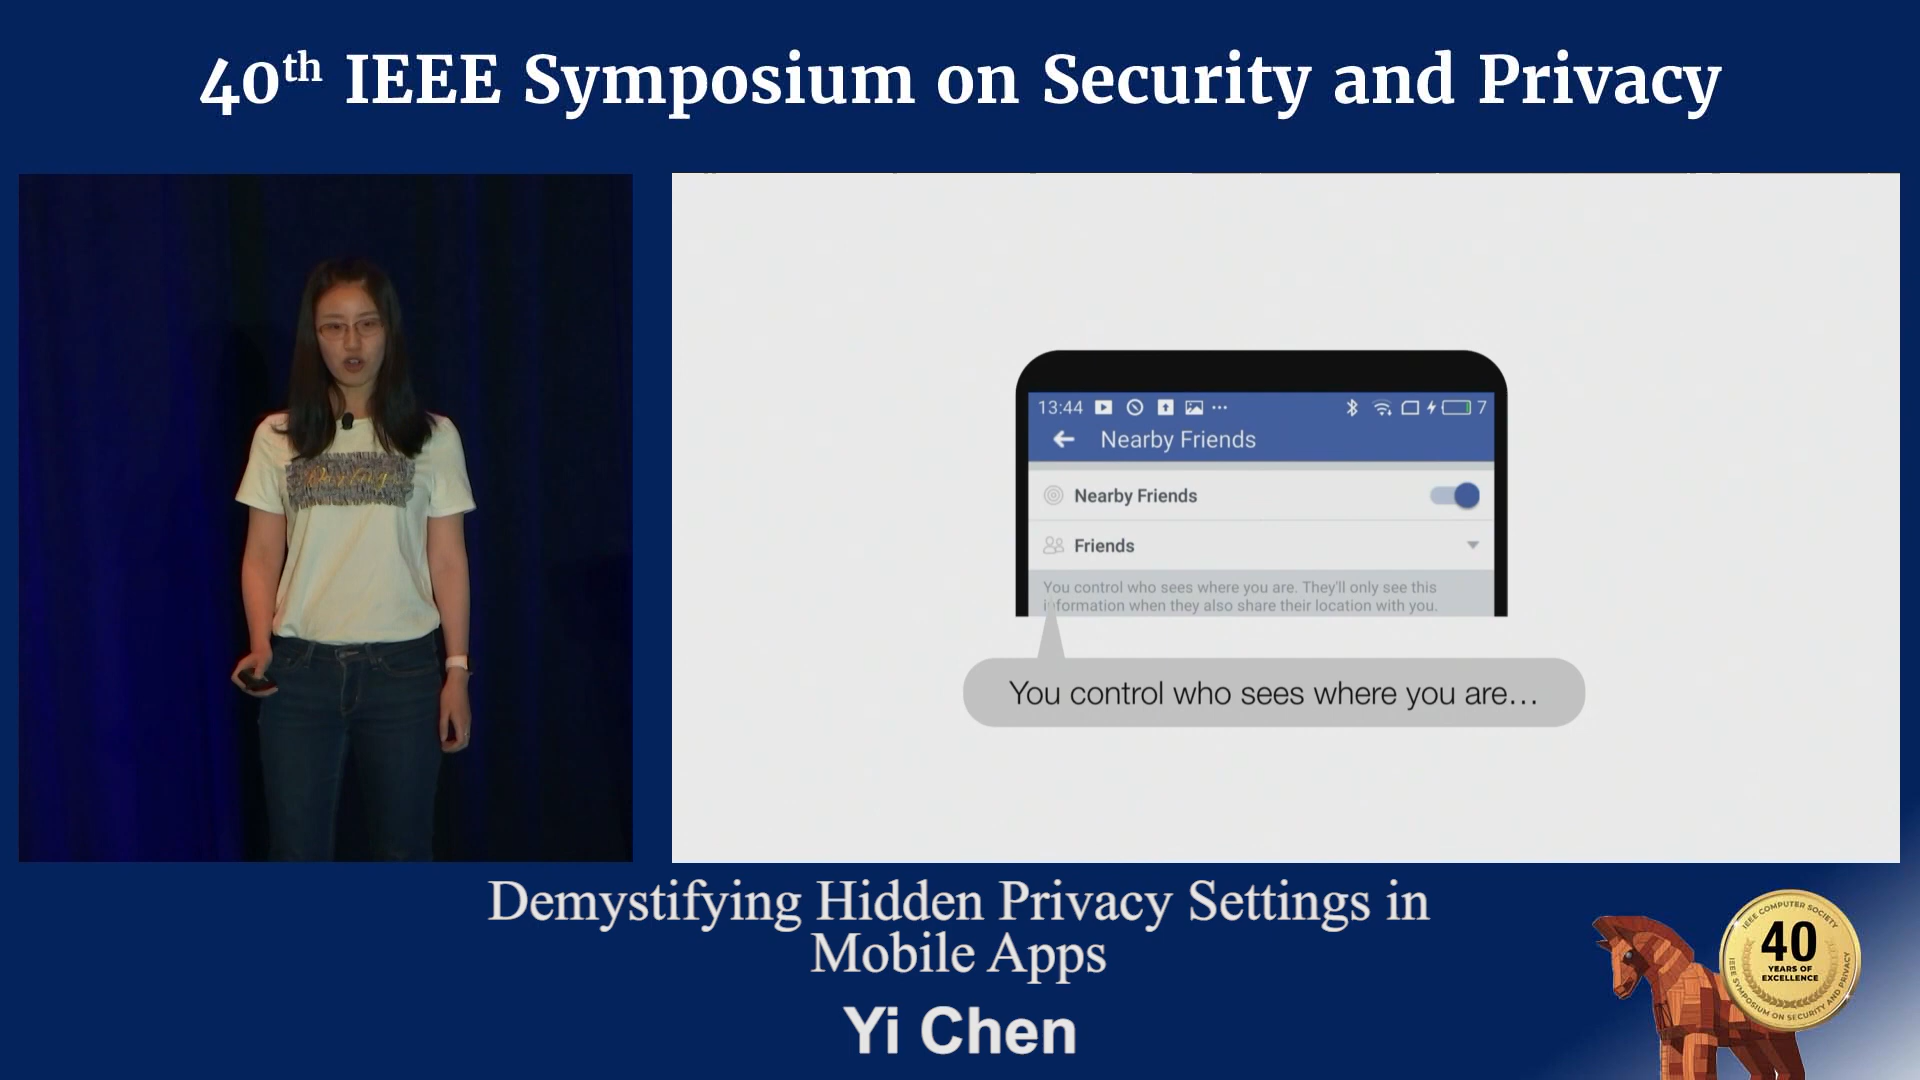 40th IEEE Symposium on Security and Privacy
13:44
7
Nearby Friends
Nearby Friends
Friends
You control who sees where you are. They'll only see this
information when they also share their location with you.
You control who sees where you are...
Demystifying Hidden Privacy Settings in
Mobile Apps
Yi Chen
IEEE COMPUTER SOCIETY
40
YEARS OF
EXCELLENCE
IEEE SYMPOSIUM ON SECURITY AND PRIVACY